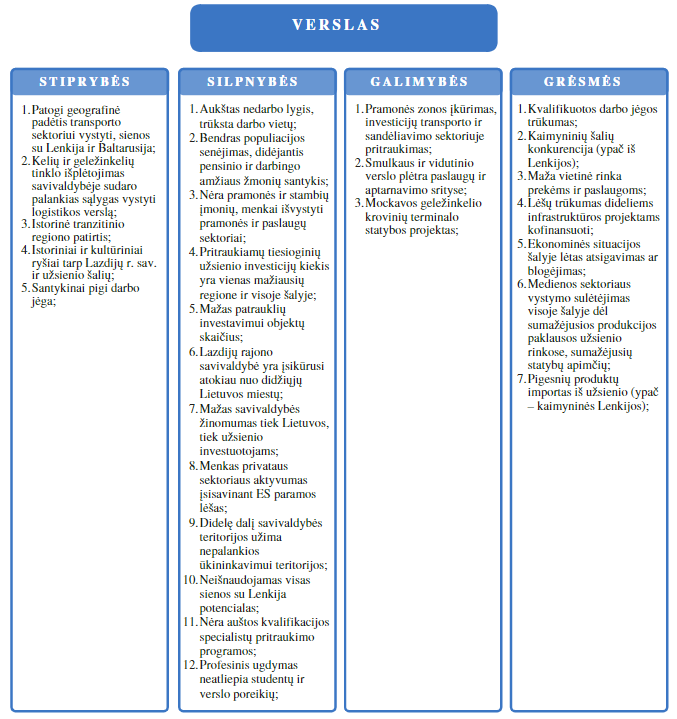 VERSLAS
STIPRYBĖS
1. Patogi geografinė
padėtis transporto
sektoriui vystyti, sienos
su Lenkija ir Baltarusija;
2. Kelių ir geležinkelių
tinklo išplėtojimas
savivaldybėje sudaro
palankias sąlygas vystyti
logistikos verslą;
3. Istorinė tranzitinio
regiono patirtis;
4. Istoriniai ir kultūriniai
ryšiai tarp Lazdijų r. sav.
ir užsienio šalių;
5. Santykinai pigi darbo
jėga;
SILPNYBĖS
1. Aukštas nedarbo lygis,
trūksta darbo vietų;
2. Bendras populiacijos
senėjimas, didėjantis
pensinio ir darbingo
amžiaus žmonių santykis;
3. Nėra pramonės ir stambių
įmonių, menkai išvystyti
pramonės ir paslaugų
sektoriai;
4. Pritraukiamų tiesioginių
užsienio investicijų kiekis
yra vienas mažiausių
regione ir visoje šalyje;
5. Mažas patrauklių
investavimui objektų
skaičius;
6. Lazdijų rajono
savivaldybė yra įsikūrusi
atokiau nuo didžiųjų
Lietuvos miestų;
7. Mažas savivaldybės
žinomumas tiek Lietuvos,
tiek užsienio
investuotojams;
8. Menkas privataus
sektoriaus aktyvumas
įsisavinant ES paramos
lėšas;
9. Didelę dalį savivaldybės
teritorijos užima
nepalankios
ūkininkavimui teritorijos;
10. Neišnaudojamas visas
sienos su Lenkija
potencialas;
11. Nėra auštos kvalifikacijos
specialistų pritraukimo
programos;
12. Profesinis ugdymas
neatliepia studentų ir
verslo poreikių;
GALIMYBĖS
1. Pramonės zonos įkūrimas,
investicijų transporto ir
sandėliavimo sektoriuje
pritraukimas;
2. Smulkaus ir vidutinio
verslo plėtra paslaugų ir
aptarnavimo srityse;
3. Mockavos geležinkelio
krovinių terminalo
statybos projektas;
GRĖSMĖS
1. Kvalifikuotos darbo jėgos
trūkumas;
2. Kaimyninių šalių
konkurencija (ypač iš
Lenkijos);
3. Maža vietinė rinka
prekėms ir paslaugoms;
4. Lėšų trūkumas dideliems
infrastruktūros projektams
kofinansuoti;
5. Ekonominės situacijos
šalyje lėtas atsigavimas ar
blogėjimas;
6. Medienos sektoriaus
vystymo sulėtėjimas
visoje šalyje dėl
sumažėjusios produkcijos
paklausos užsienio
rinkose, sumažėjusių
statybų apimčių;
7. Pigesnių produktų
importas iš užsienio (ypač
– kaimyninės Lenkijos);